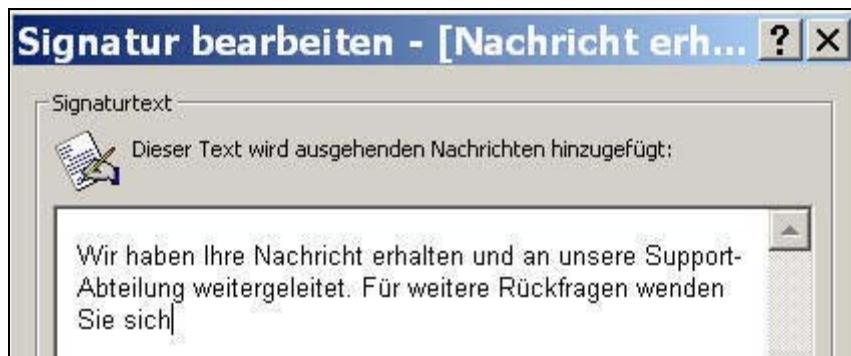 Signatur bearbeiten - [Nachricht erh...
Signaturtext
Dieser Text wird ausgehenden Nachrichten hinzugefügt:
Wir haben Ihre Nachricht erhalten und an unsere Support-
Abteilung weitergeleitet. Für weitere Rückfragen wenden
Sie sich